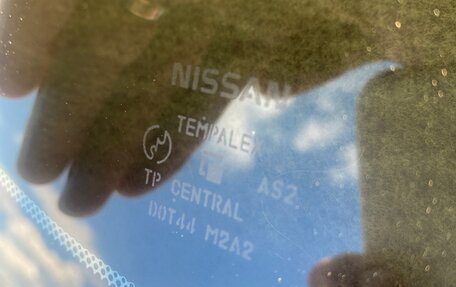 NISSAN
TEMPALEX
AS2
TP CENTRAL
DOT44 M2A2